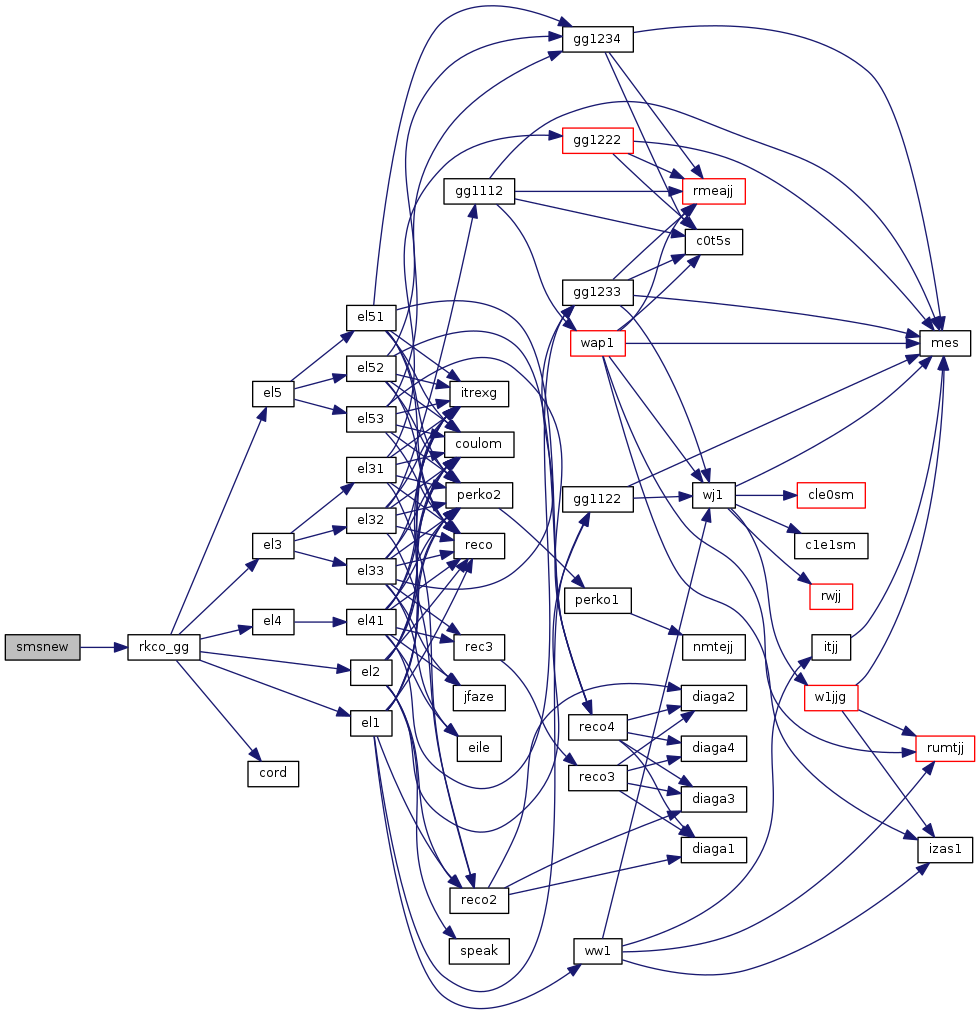 smsnew
rkco_gg
el5
el3
el4
el2
el1
cord
el51
el52
el53
el31
el32
el33
el41
gg1112
itrexg
coulom
perko2
reco
rec3
jfaze
eile
reco2
speak
gg1234
gg1222
gg1233
wap1
gg1122
perko1
reco4
reco3
ww1
rmeajj
c0t5s
wj1
nmtejj
diaga2
diaga4
diaga3
diaga1
cle0sm
c1e1sm
rwjj
itjj
w1jjg
mes
rumtjj
izas1